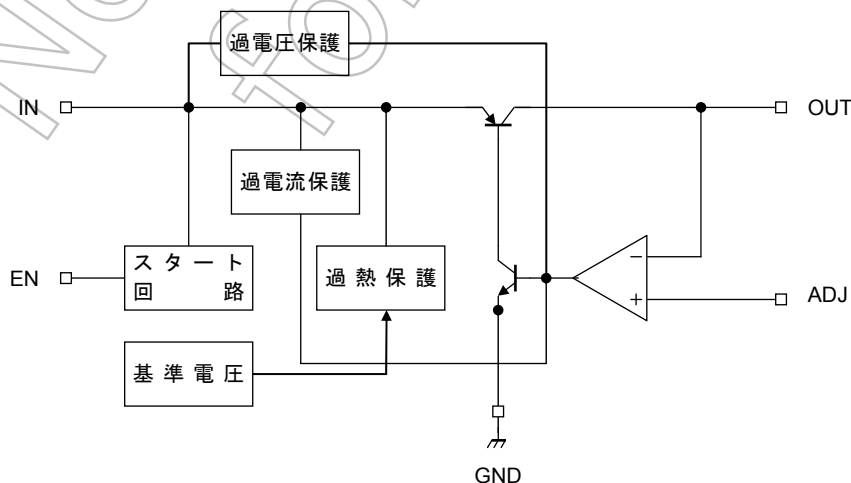 過電圧保護
IN
OUT
過電流保護
EN
スタート
回路
過熱保護
−
+
ADJ
基準電圧
GND